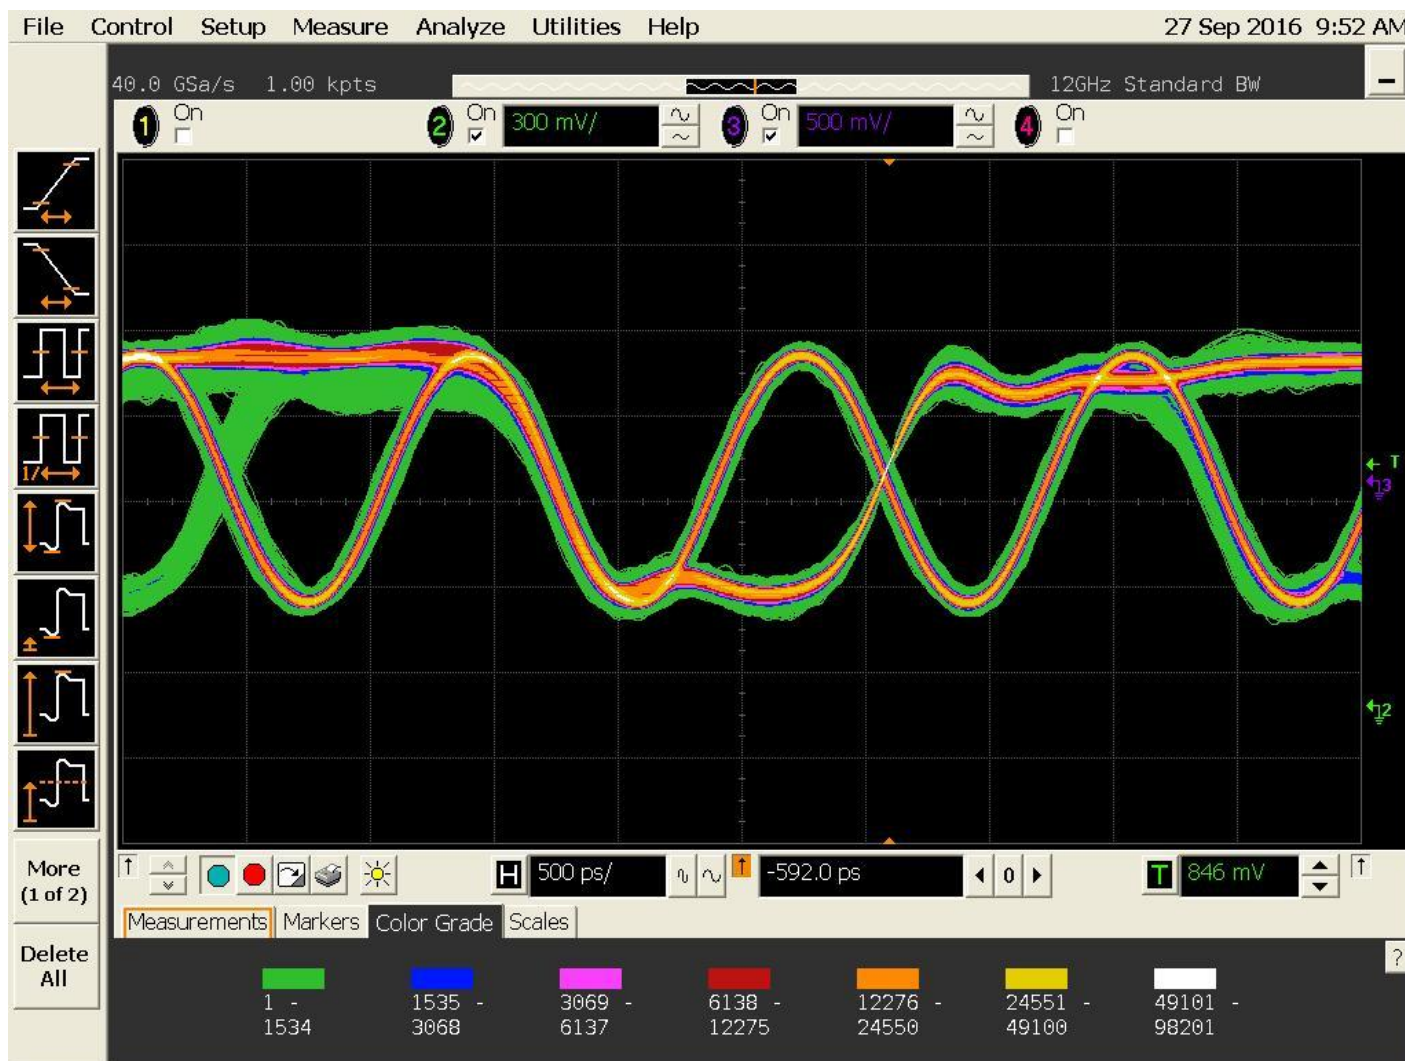 File Control Setup Measure Analyze Utilities Help 27 Sep 2016 9:52 AM
40.0 GSa/s 1.00 kpts 12GHz Standard BW
1 On 2 On 300 mV/ 3 On 500 mV/ 4 On
1/
T
3
2
More
(1 of 2)
H 500 ps/ -592.0 ps 0 T 846 mV
Measurements Markers Color Grade Scales
Delete
All
?
1 - 1535 - 3069 - 6138 - 12276 - 24551 - 49101 -
1534 3068 6137 12275 24550 49100 98201